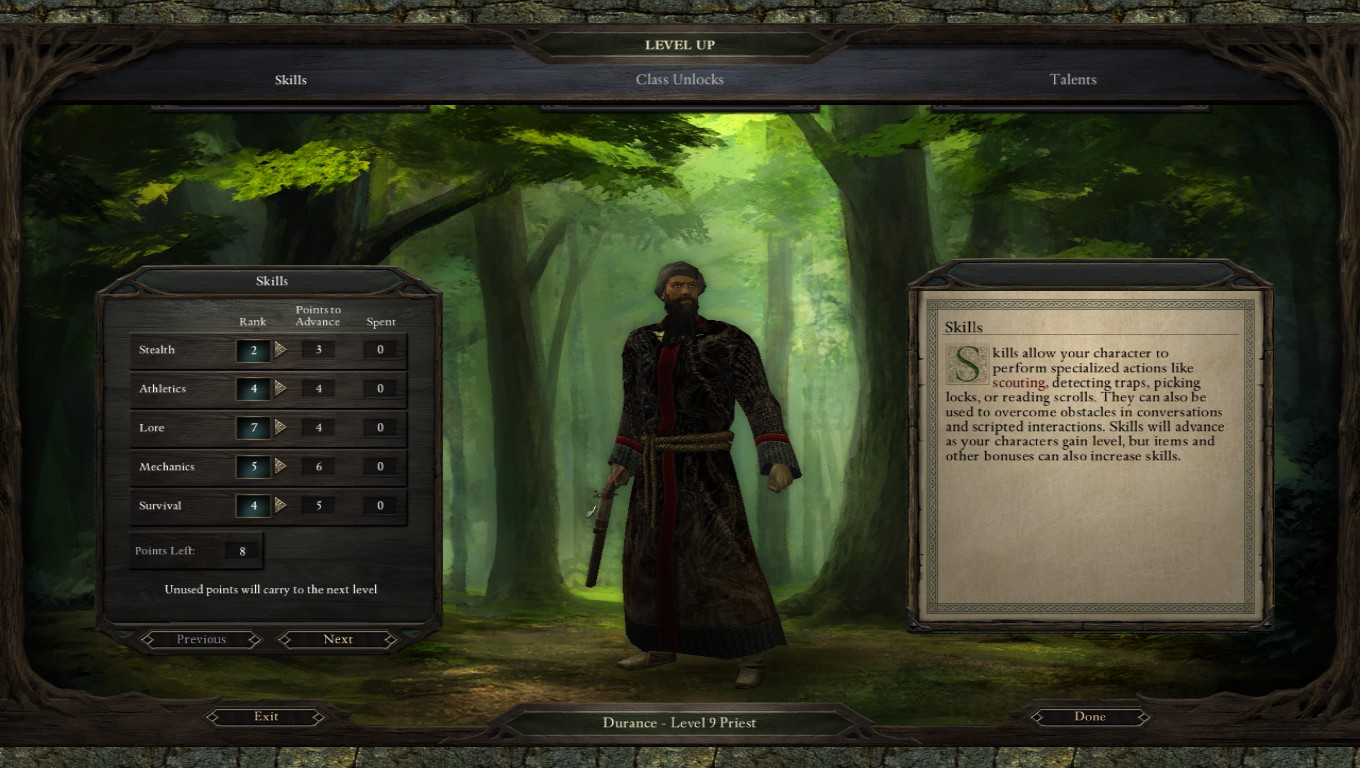 LEVEL UP
Skills Class Unlocks Talents
Skills
Rank Points to Advance Spent
Stealth 2 3 0
Athletics 4 4 0
Lore 7 4 0
Mechanics 5 6 0
Survival 4 5 0
Points Left: 8
Unused points will carry to the next level
Previous Next
Skills
Skills allow your character to
perform specialized actions like
scouting, detecting traps, picking
locks, or reading scrolls. They can also be
used to overcome obstacles in conversations
and scripted interactions. Skills will advance
as your characters gain level, but items and
other bonuses can also increase skills.
Exit
Durance - Level 9 Priest
Done